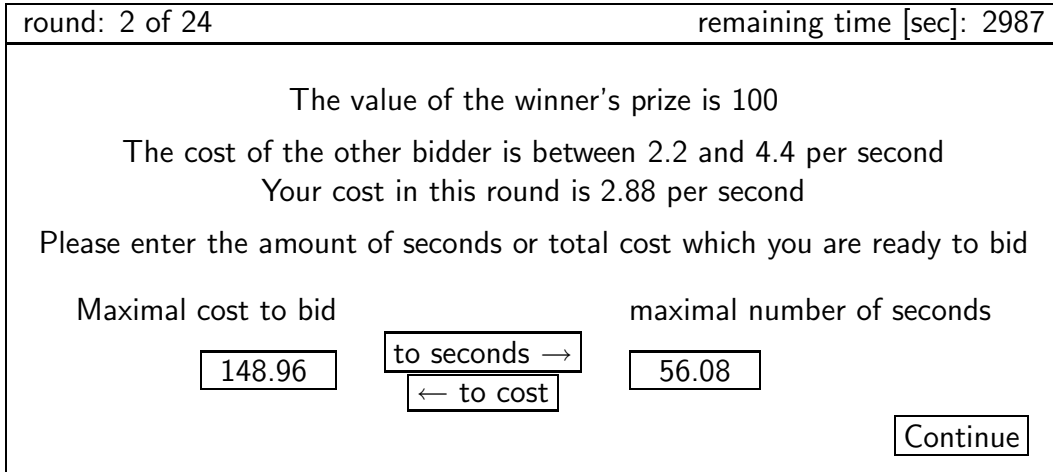 round: 2 of 24 remaining time [sec]: 2987
The value of the winner's prize is 100
The cost of the other bidder is between 2.2 and 4.4 per second
Your cost in this round is 2.88 per second
Please enter the amount of seconds or total cost which you are ready to bid
Maximal cost to bid maximal number of seconds
148.96 to seconds → 56.08
← to cost
Continue